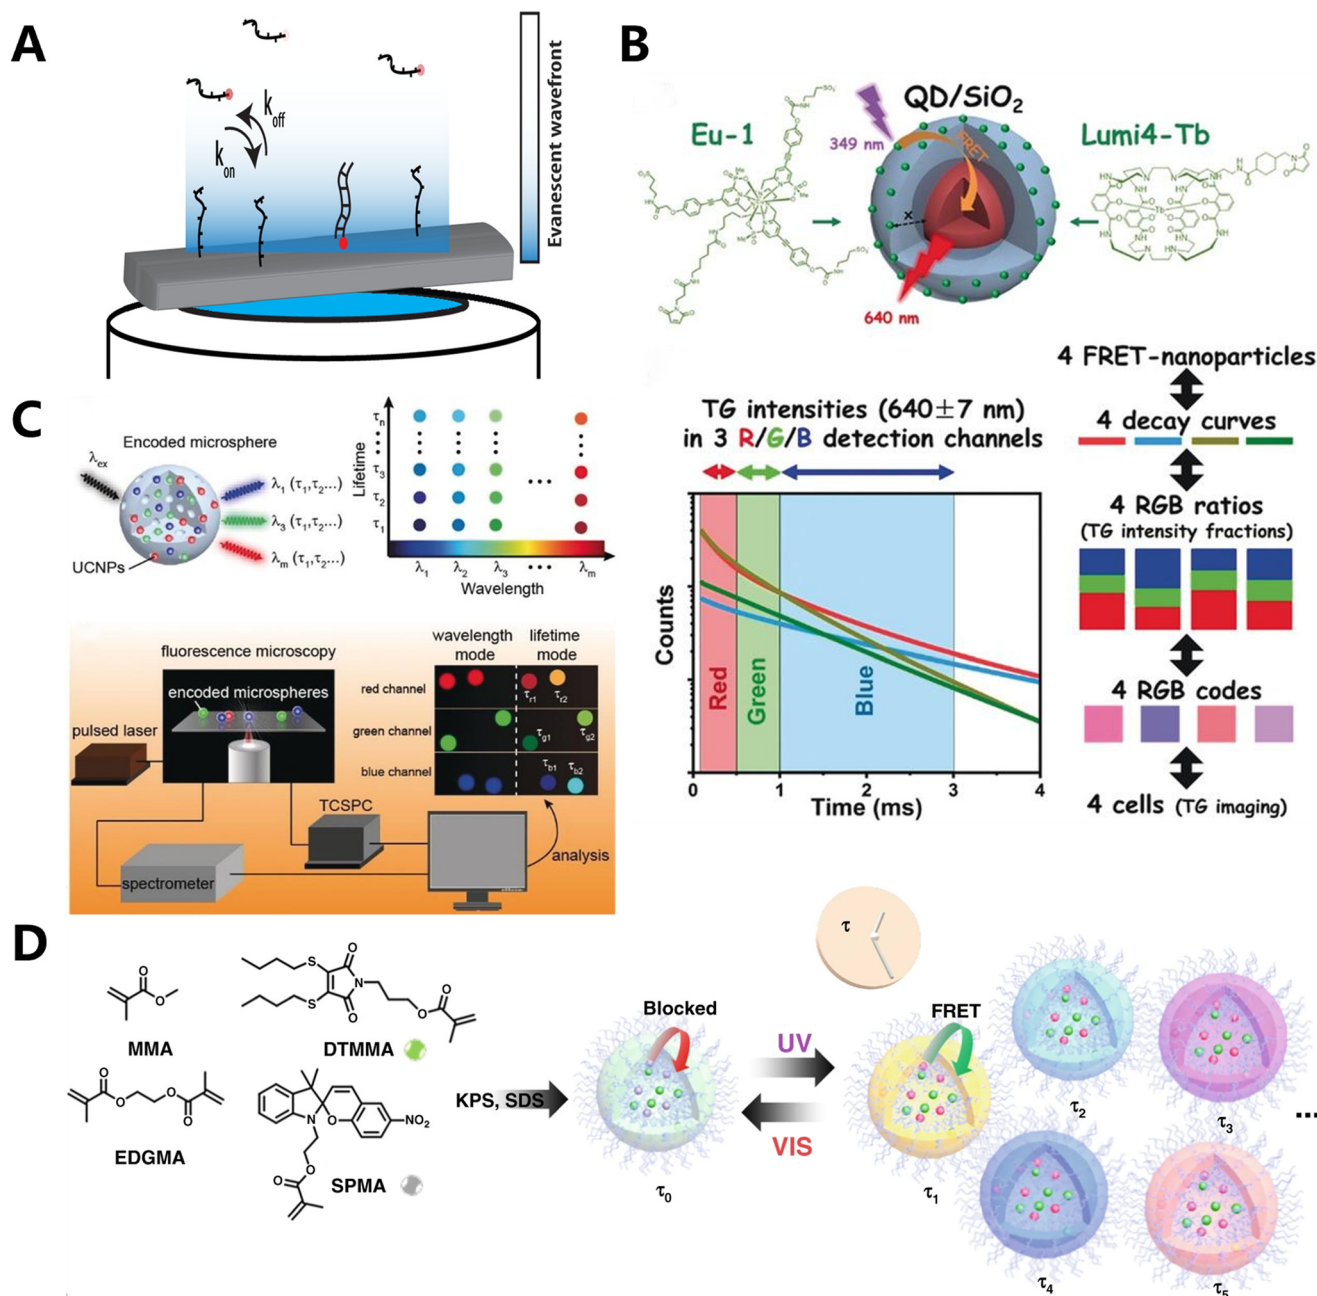 A
k_off
k_on
Evanescent wavefront
B
Eu-1
QD/SiO₂
Lumi4-Tb
349 nm
FRET
x
640 nm
TG intensities (640±7 nm)
in 3 R/G/B detection channels
Counts
Red
Green
Blue
0 1 2 3 4
Time (ms)
4 FRET-nanoparticles
4 decay curves
4 RGB ratios
(TG intensity fractions)
4 RGB codes
4 cells (TG imaging)
C
Encoded microsphere
λex
λ₁ (τ₁,τ₂...)
λ₃ (τ₁,τ₂...)
λm (τ₁,τ₂...)
UCNPs
Lifetime
τn
τ₃
τ₂
τ₁
λ₁ λ₂ λ₃ ••• λm
Wavelength
fluorescence microscopy
encoded microspheres
pulsed laser
TCSPC
spectrometer
analysis
wavelength mode
lifetime mode
red channel
τr1
τr2
green channel
τg1
τg2
blue channel
τb1
τb2
D
MMA
DTMMA
EDGMA
SPMA
KPS, SDS
Blocked
τ₀
UV
VIS
τ
FRET
τ₁
τ₂
τ₃
τ₄
τ₅
...